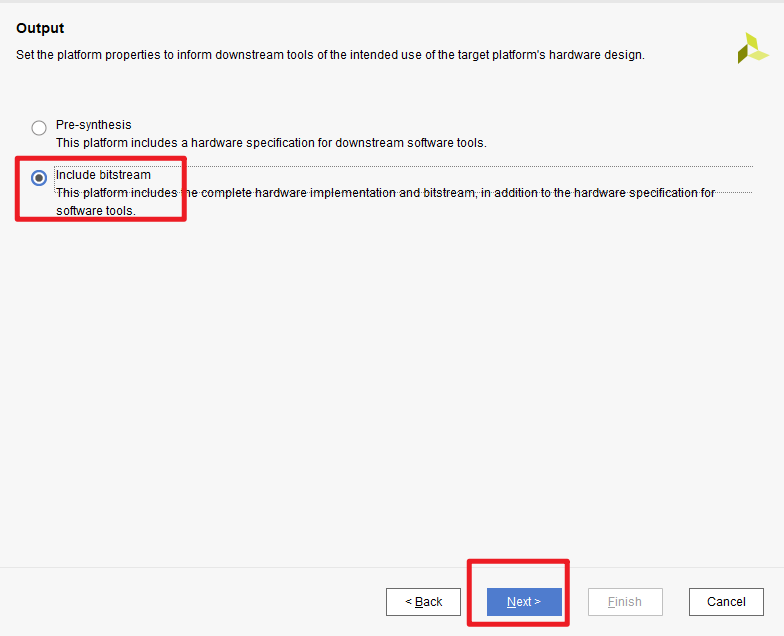 Output
Set the platform properties to inform downstream tools of the intended use of the target platform's hardware design.
Pre-synthesis
This platform includes a hardware specification for downstream software tools.
Include bitstream
This platform includes the complete hardware implementation and bitstream, in addition to the hardware specification for
software tools.
< Back
Next >
Finish
Cancel